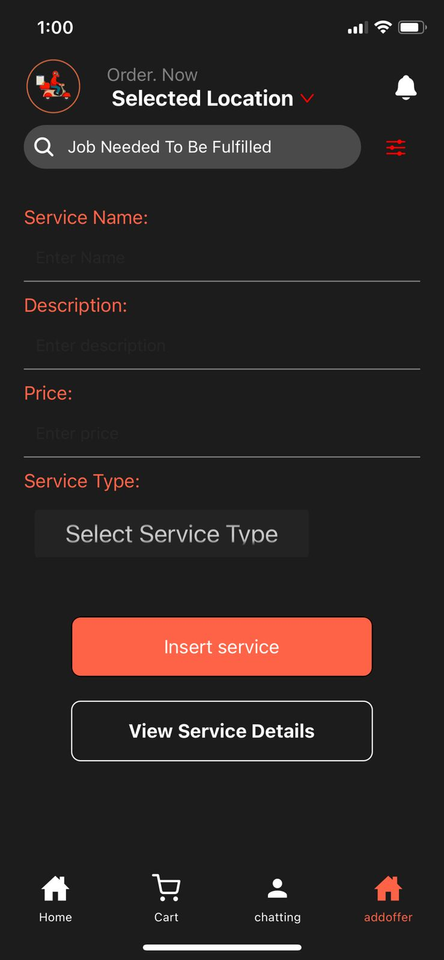 1:00
Order. Now
Selected Location
Job Needed To Be Fulfilled
Service Name:
Enter Name
Description:
Enter description
Price:
Enter price
Service Type:
Select Service Type
Insert service
View Service Details
Home
Cart
chatting
addoffer